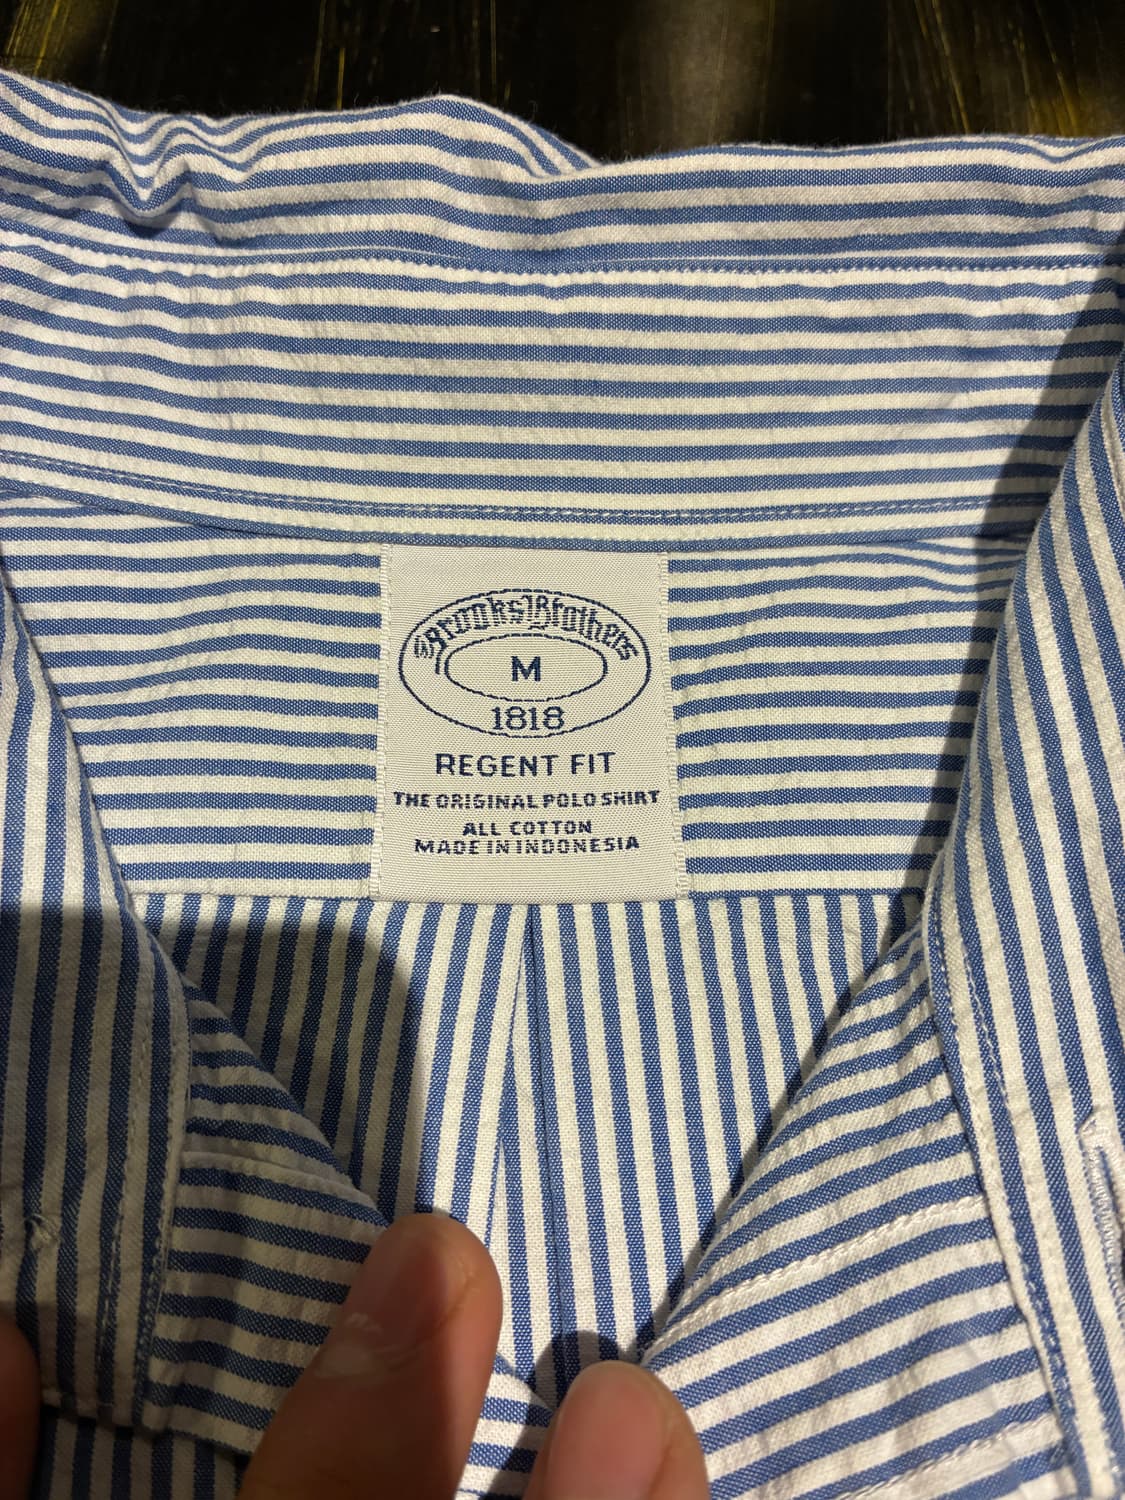 Brooks Brothers
M
1818
REGENT FIT
THE ORIGINAL POLO SHIRT
ALL COTTON
MADE IN INDONESIA